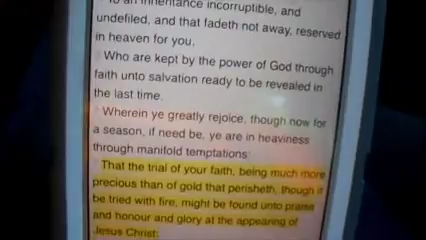 To an inheritance incorruptible, and
undefiled, and that fadeth not away, reserved
in heaven for you,
Who are kept by the power of God through
faith unto salvation ready to be revealed in
the last time.
Wherein ye greatly rejoice, though now for
a season, if need be, ye are in heaviness
through manifold temptations:
That the trial of your faith, being much more
precious than of gold that perisheth, though it
be tried with fire, might be found unto praise
and honour and glory at the appearing of
Jesus Christ: